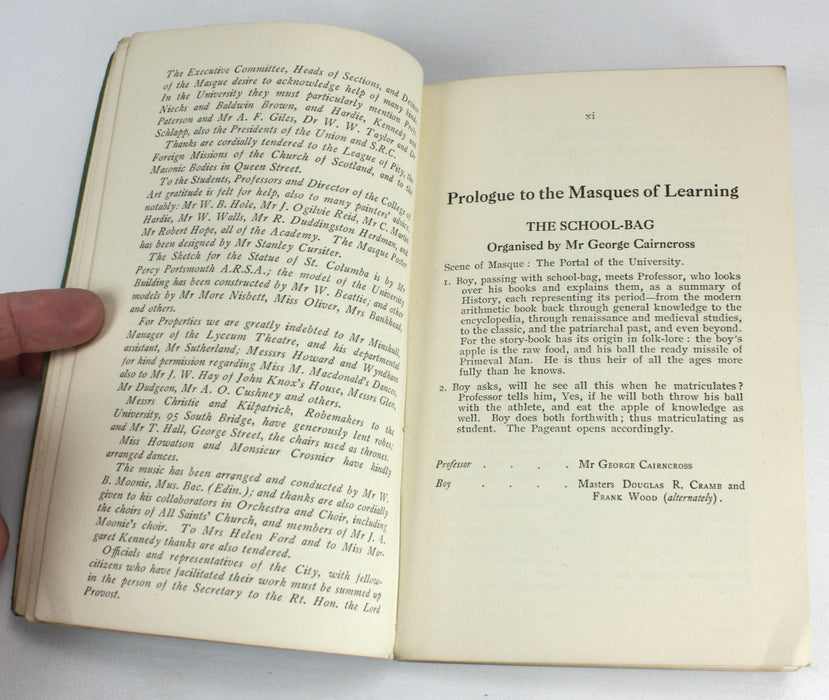 The Executive Committee, Heads of Sections, and Designer
of the Masque desire to acknowledge help of many kinds.
In the University they must particularly mention Profs.
Niecks and Baldwin Brown, and Hardie, Kennedy and
Paterson and Mr A. F. Giles, Dr W. W. Taylor and Dr
Schlapp, also the Presidents of the Union and S.R.C.
Thanks are cordially tendered to the League of Pity, the
Foreign Missions of the Church of Scotland, and to the
Masonic Bodies in Queen Street.
To the Students, Professors and Director of the College of
Art gratitude is felt for help, also to many painters' advice,
notably: Mr W. B. Hole, Mr J. Ogilvie Reid, Mr C. Martin
Hardie, Mr W. Walls, Mr R. Duddingston Herdman, and
Mr Robert Hope, all of the Academy. The Masque Poster
has been designed by Mr Stanley Cursiter.
The Sketch for the Statue of St. Columba is by Mr
Percy Portsmouth A.R.S.A.; the model of the University
Building has been constructed by Mr W. Beattie; and other
models by Mr More Nisbett, Miss Oliver, Mrs Bankhead,
and others.
For Properties we are greatly indebted to Mr Minshull,
Manager of the Lyceum Theatre, and his departmental
assistant, Mr Sutherland; Messrs Howard and Wyndham
for kind permission regarding Miss M. Macdonald's Dances,
also to Mr J. W. Hay of John Knox's House, Messrs Glen,
Mr Dudgeon, Mr A. O. Cushney and others.
Messrs Christie and Kilpatrick, Robemakers to the
University, 95 South Bridge, have generously lent robes;
and Mr T. Hall, George Street, the chairs used as thrones.
Miss Howatson and Monsieur Crosnier have kindly
arranged dances.
The music has been arranged and conducted by Mr W.
B. Moonie, Mus. Bac. (Edin.); and thanks are also cordially
given to his collaborators in Orchestra and Choir, including
the choirs of All Saints' Church, and members of Mr J. A.
Moonie's choir. To Mrs Helen Ford and to Miss Mar-
garet Kennedy thanks are also tendered.
Officials and representatives of the City, with fellow-
citizens who have facilitated their work must be summed up
in the person of the Secretary to the Rt. Hon. the Lord
Provost.
xi
Prologue to the Masques of Learning
THE SCHOOL-BAG
Organised by Mr George Cairncross
Scene of Masque: The Portal of the University.
1. Boy, passing with school-bag, meets Professor, who looks
over his books and explains them, as a summary of
History, each representing its period—from the modern
arithmetic book back through general knowledge to the
encyclopedia, through renaissance and medieval studies,
to the classic, and the patriarchal past, and even beyond.
For the story-book has its origin in folk-lore: the boy's
apple is the raw food, and his ball the ready missile of
Primeval Man. He is thus heir of all the ages more
fully than he knows.
2. Boy asks, will he see all this when he matriculates?
Professor tells him, Yes, if he will both throw his ball
with the athlete, and eat the apple of knowledge as
well. Boy does both forthwith; thus matriculating as
student. The Pageant opens accordingly.
Professor . . . . Mr George Cairncross
Boy . . . . Masters Douglas R. Cramb and
Frank Wood (alternately).